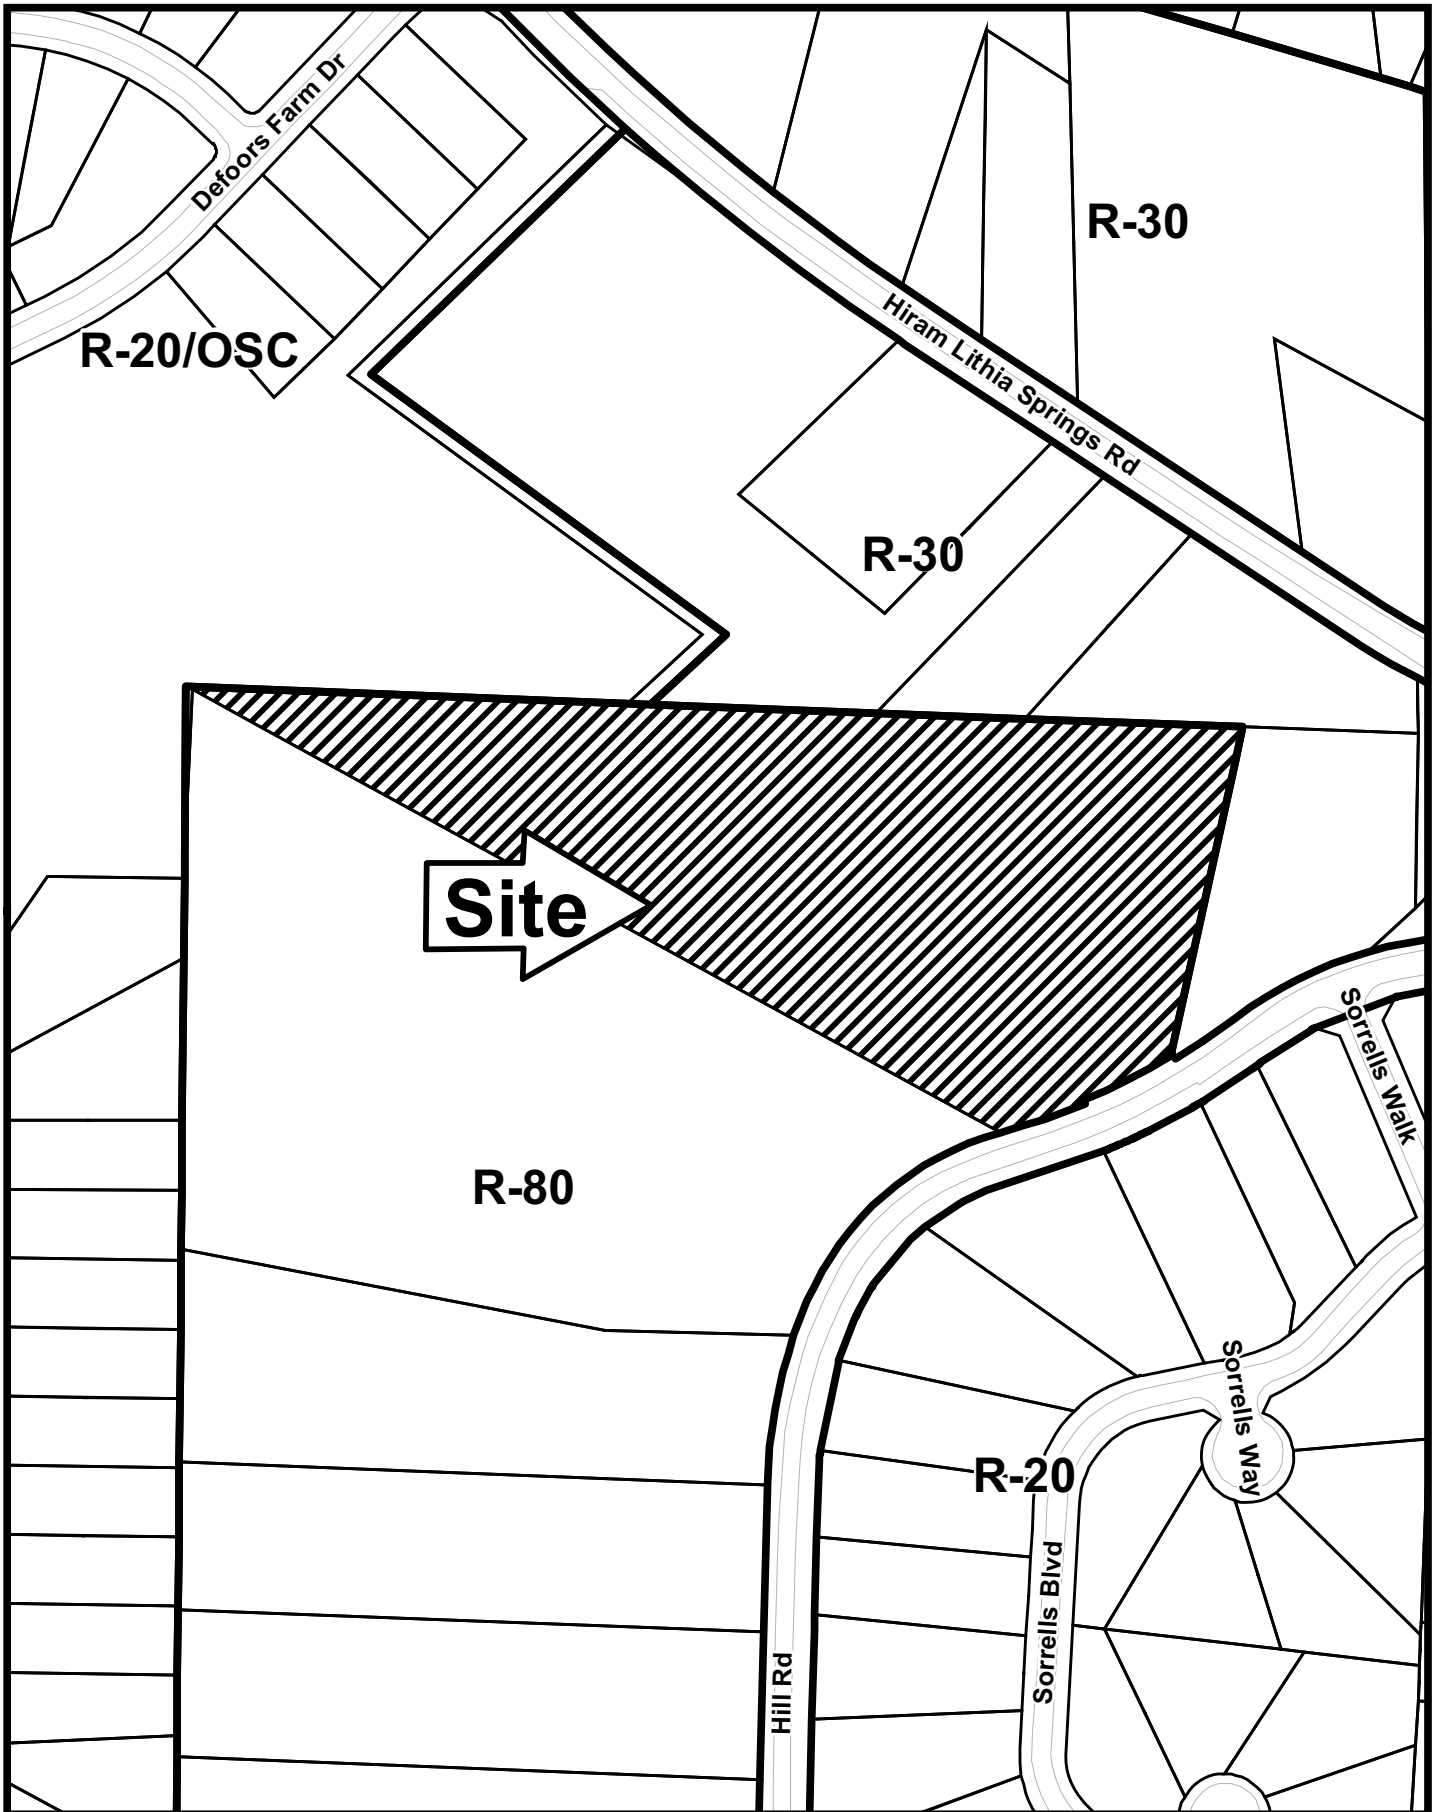 Defoors Farm Dr
R-30
Hiram Lithia Springs Rd
R-20/OSC
R-30
Site
Sorrells Walk
R-80
Sorrells Way
R-20
Sorrells Blvd
Hill Rd